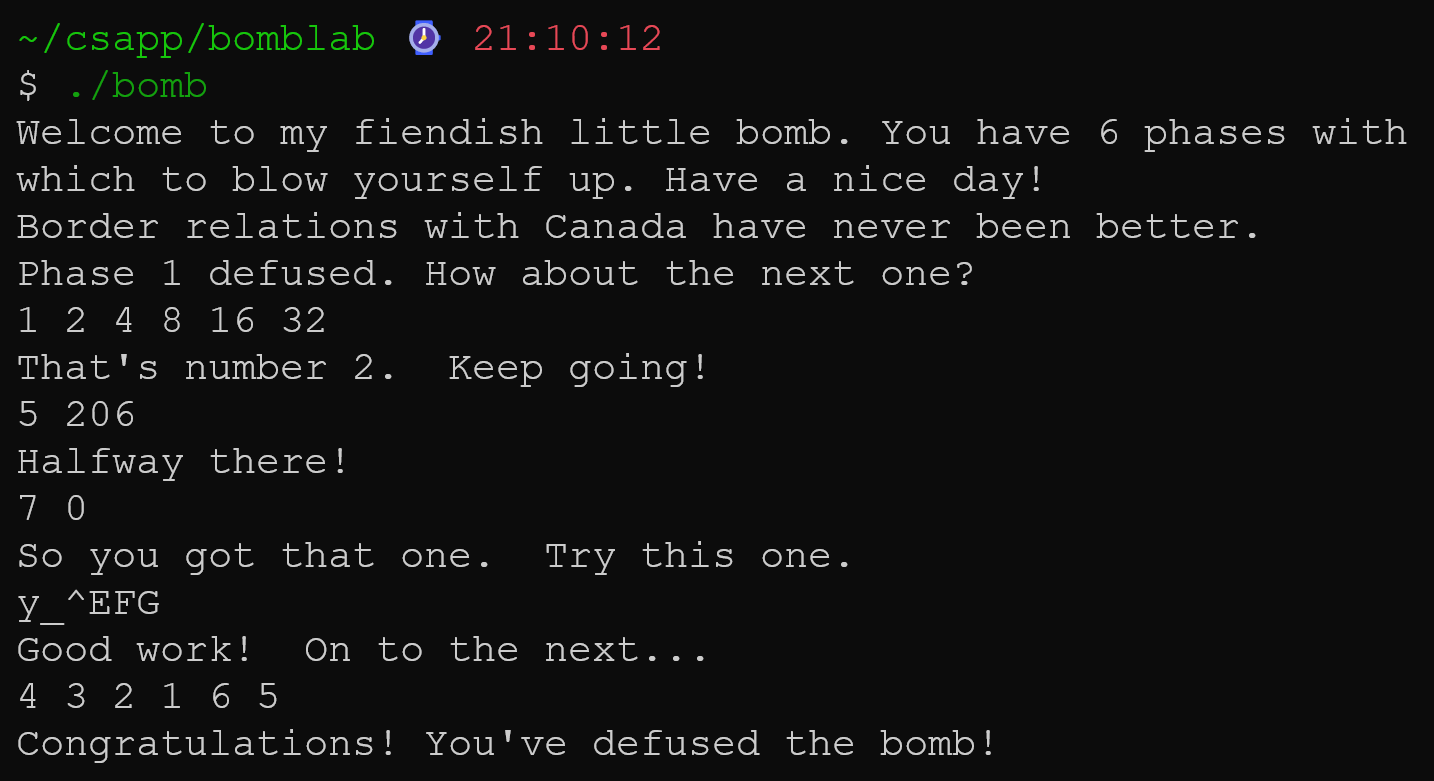 ~/csapp/bomblab ⌚ 21:10:12
$ ./bomb
Welcome to my fiendish little bomb. You have 6 phases with
which to blow yourself up. Have a nice day!
Border relations with Canada have never been better.
Phase 1 defused. How about the next one?
1 2 4 8 16 32
That's number 2.  Keep going!
5 206
Halfway there!
7 0
So you got that one.  Try this one.
y_^EFG
Good work!  On to the next...
4 3 2 1 6 5
Congratulations! You've defused the bomb!